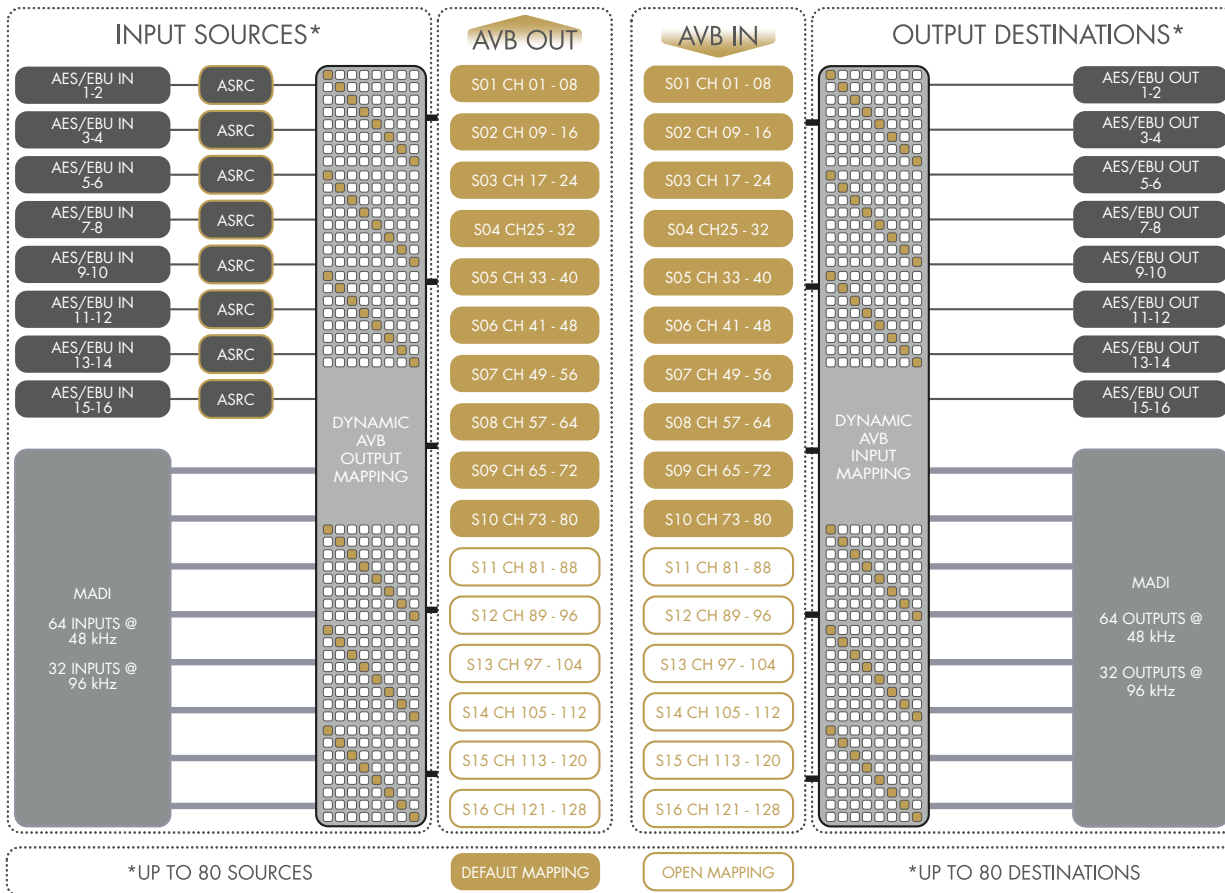 INPUT SOURCES*
AES/EBU IN
1-2
ASRC
AES/EBU IN
3-4
ASRC
AES/EBU IN
5-6
ASRC
AES/EBU IN
7-8
ASRC
AES/EBU IN
9-10
ASRC
AES/EBU IN
11-12
ASRC
AES/EBU IN
13-14
ASRC
AES/EBU IN
15-16
ASRC
MADI
64 INPUTS @
48 kHz
32 INPUTS @
96 kHz
DYNAMIC
AVB
OUTPUT
MAPPING
AVB OUT
S01 CH 01 - 08
S02 CH 09 - 16
S03 CH 17 - 24
S04 CH25 - 32
S05 CH 33 - 40
S06 CH 41 - 48
S07 CH 49 - 56
S08 CH 57 - 64
S09 CH 65 - 72
S10 CH 73 - 80
S11 CH 81 - 88
S12 CH 89 - 96
S13 CH 97 - 104
S14 CH 105 - 112
S15 CH 113 - 120
S16 CH 121 - 128
AVB IN
S01 CH 01 - 08
S02 CH 09 - 16
S03 CH 17 - 24
S04 CH25 - 32
S05 CH 33 - 40
S06 CH 41 - 48
S07 CH 49 - 56
S08 CH 57 - 64
S09 CH 65 - 72
S10 CH 73 - 80
S11 CH 81 - 88
S12 CH 89 - 96
S13 CH 97 - 104
S14 CH 105 - 112
S15 CH 113 - 120
S16 CH 121 - 128
OUTPUT DESTINATIONS*
DYNAMIC
AVB
INPUT
MAPPING
AES/EBU OUT
1-2
AES/EBU OUT
3-4
AES/EBU OUT
5-6
AES/EBU OUT
7-8
AES/EBU OUT
9-10
AES/EBU OUT
11-12
AES/EBU OUT
13-14
AES/EBU OUT
15-16
MADI
64 OUTPUTS @
48 kHz
32 OUTPUTS @
96 kHz
*UP TO 80 SOURCES
DEFAULT MAPPING
OPEN MAPPING
*UP TO 80 DESTINATIONS